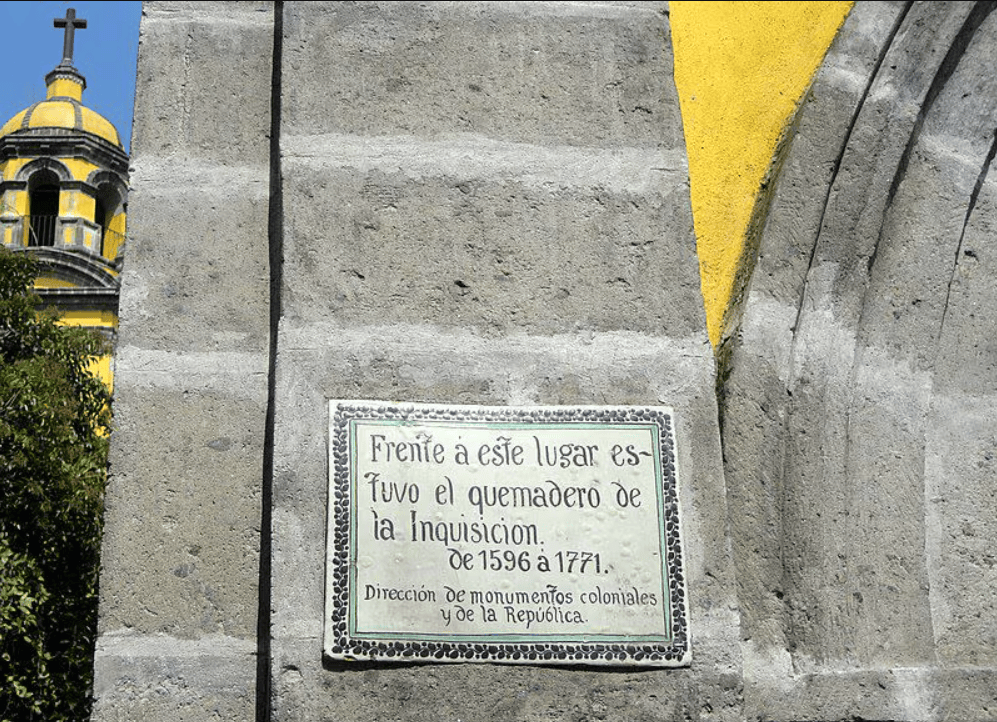 Frente á este lugar es-
tuvo el quemadero de
la Inquisicion.
de 1596 á 1771.
Dirección de monumentos coloniales
y de la República.